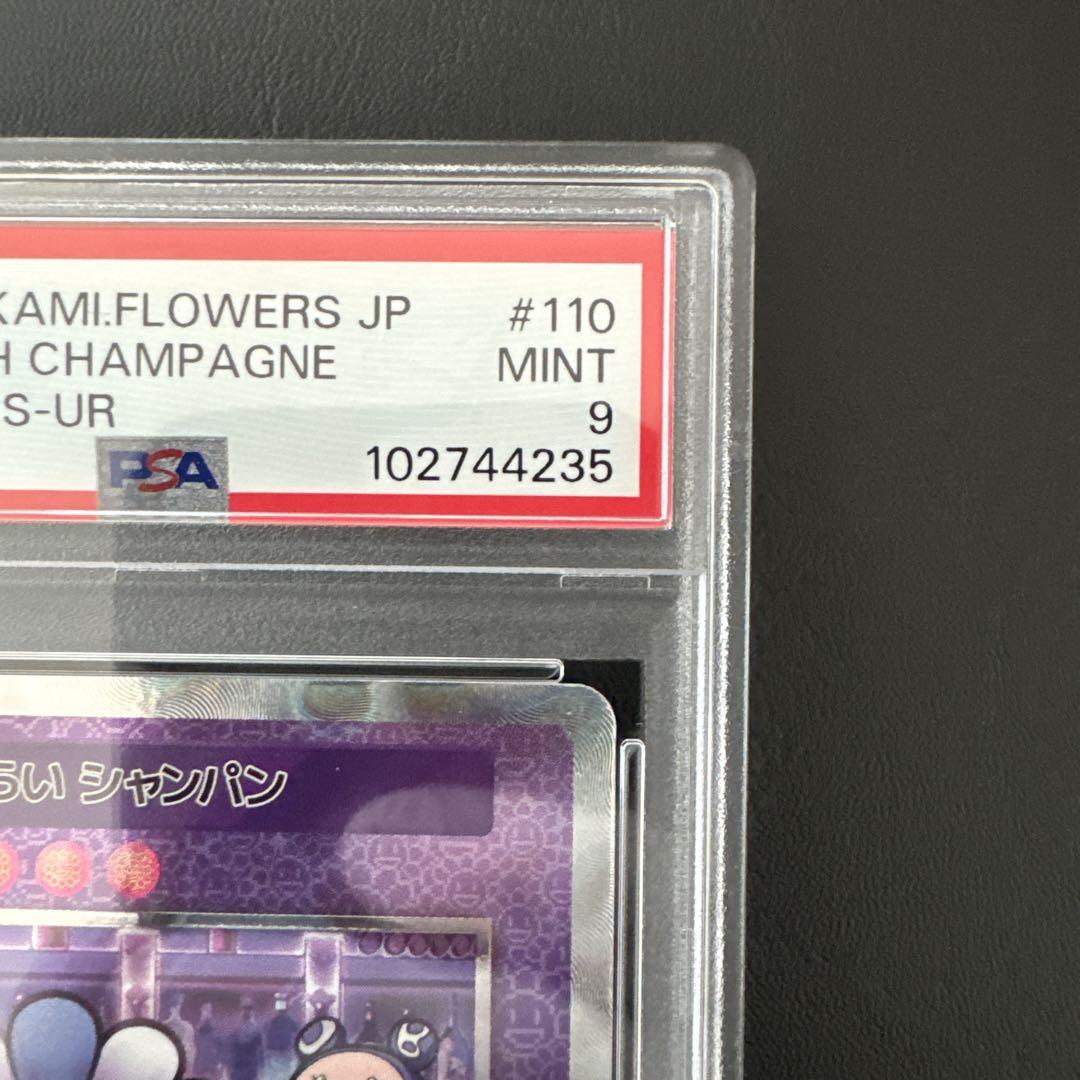 KAMI.FLOWERS JP #110
H CHAMPAGNE MINT
S-UR 9
PSA 102744235
らい シャンパン